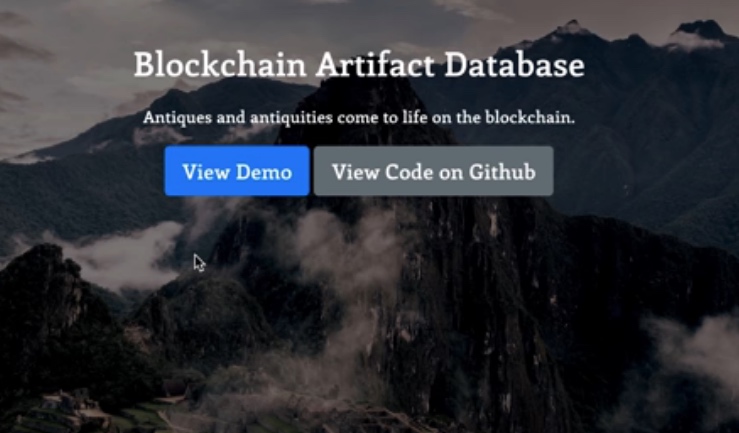 Blockchain Artifact Database
Antiques and antiquities come to life on the blockchain.
View Demo
View Code on Github